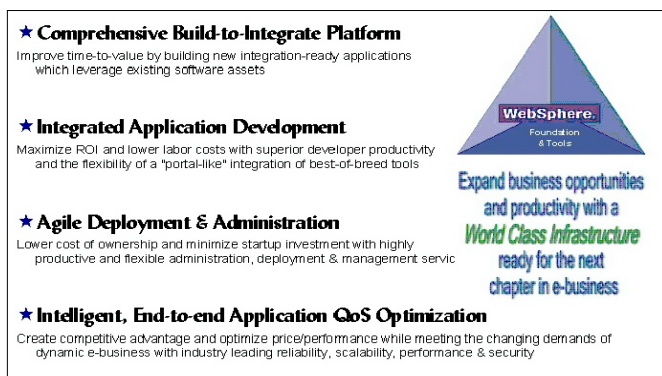 ★Comprehensive Build-to-Integrate Platform
Improve time-to-value by building new integration-ready applications
which leverage existing software assets
★Integrated Application Development
Maximize ROI and lower labor costs with superior developer productivity
and the flexibility of a "portal-like" integration of best-of-breed tools
★Agile Deployment & Administration
Lower cost of ownership and minimize startup investment with highly
productive and flexible administration, deployment & management servic
★Intelligent, End-to-end Application QoS Optimization
Create competitive advantage and optimize price/performance while meeting the changing demands of
dynamic e-business with industry leading reliability, scalability, performance & security
WebSphere.
Foundation
& Tools
Expand business opportunities
and productivity with a
World Class Infrastructure
ready for the next
chapter in e-business